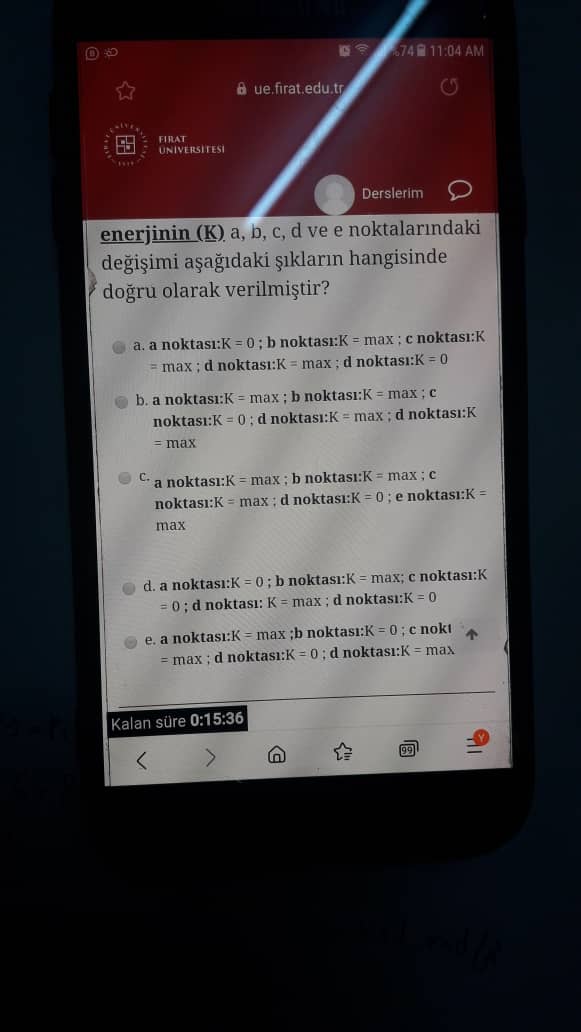 %74 11:04 AM
ue.firat.edu.tr
FIRAT
ÜNİVERSİTESİ
Derslerim
enerjinin (K) a, b, c, d ve e noktalarındaki
değişimi aşağıdaki şıkların hangisinde
doğru olarak verilmiştir?
a. a noktası:K = 0 ; b noktası:K = max ; c noktası:K
= max ; d noktası:K = max ; d noktası:K = 0
b. a noktası:K = max ; b noktası:K = max ; c
noktası:K = 0 ; d noktası:K = max ; d noktası:K
= max
c. a noktası:K = max ; b noktası:K = max ; c
noktası:K = max ; d noktası:K = 0 ; e noktası:K =
max
d. a noktası:K = 0 ; b noktası:K = max; c noktası:K
= 0 ; d noktası: K = max ; d noktası:K = 0
e. a noktası:K = max ;b noktası:K = 0 ; c nokt
= max ; d noktası:K = 0 ; d noktası:K = max
Kalan süre 0:15:36
99
Y